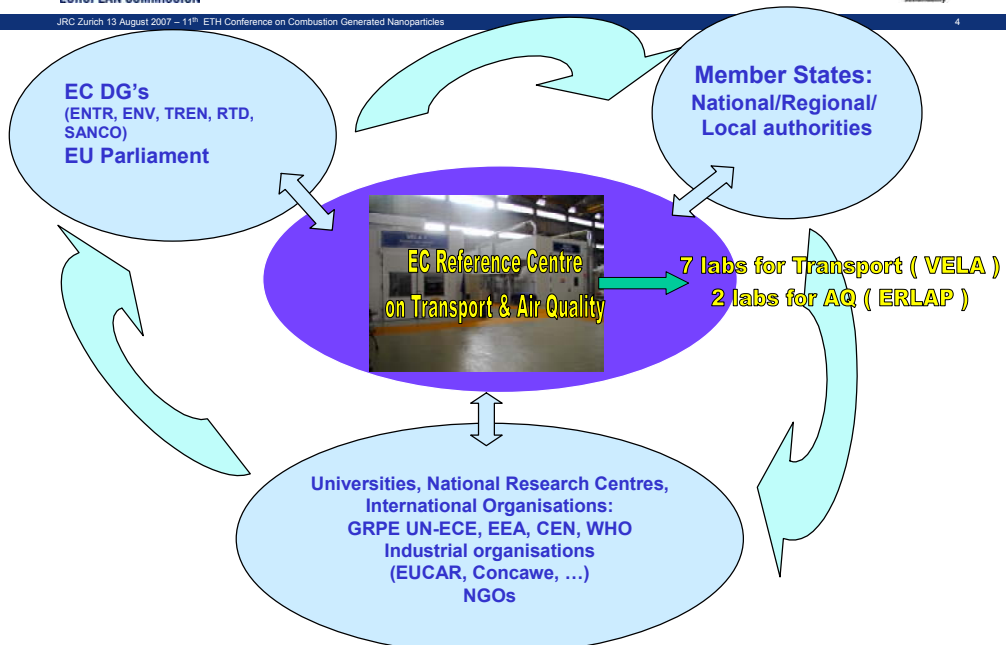 EUROPEAN COMMISSION
JRC Zurich 13 August 2007 – 11th ETH Conference on Combustion Generated Nanoparticles
4
EC DG's
(ENTR, ENV, TREN, RTD,
SANCO)
EU Parliament
Member States:
National/Regional/
Local authorities
EC Reference Centre
on Transport & Air Quality
7 labs for Transport ( VELA )
2 labs for AQ ( ERLAP )
Universities, National Research Centres,
International Organisations:
GRPE UN-ECE, EEA, CEN, WHO
Industrial organisations
(EUCAR, Concawe, …)
NGOs